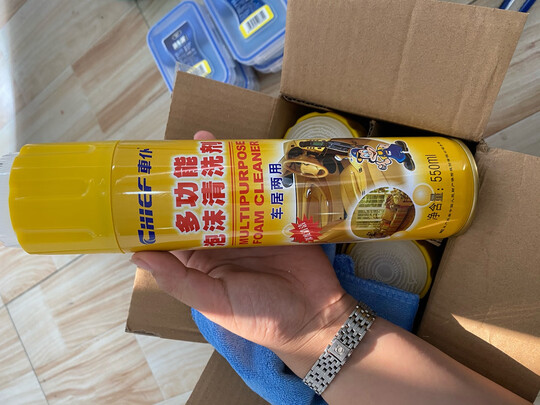 CHIEF 車仆
多功能
泡沫清洗剂
MULTIPURPOSE
FOAM CLEANER
车居两用
净含量：550ml